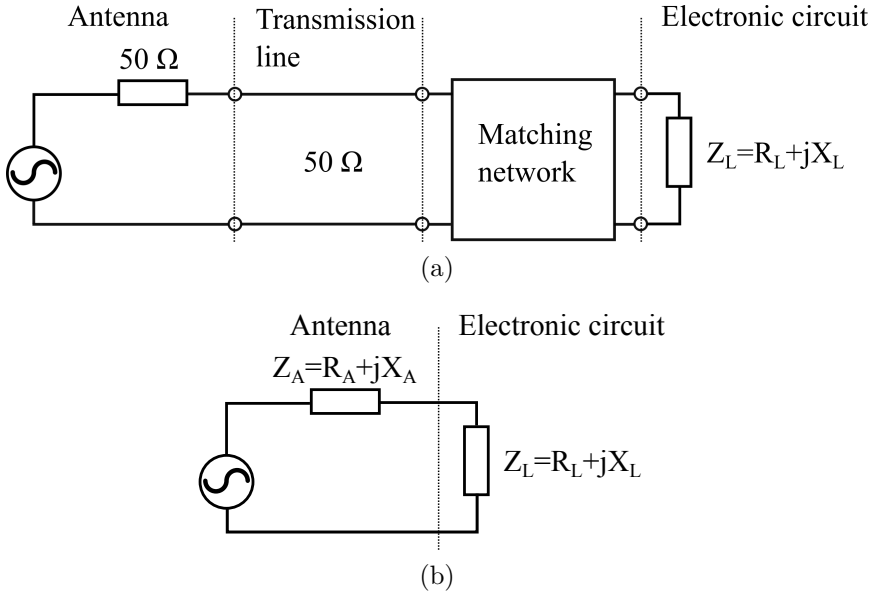 Antenna
Transmission line
Electronic circuit
50 Ω
50 Ω
Matching network
Z_L=R_L+jX_L
(a)
Antenna
Electronic circuit
Z_A=R_A+jX_A
Z_L=R_L+jX_L
(b)